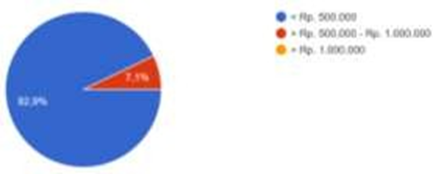 < Rp. 500.000
> Rp. 500.000 - Rp. 1.000.000
> Rp. 1.000.000
7,1%
92,9%